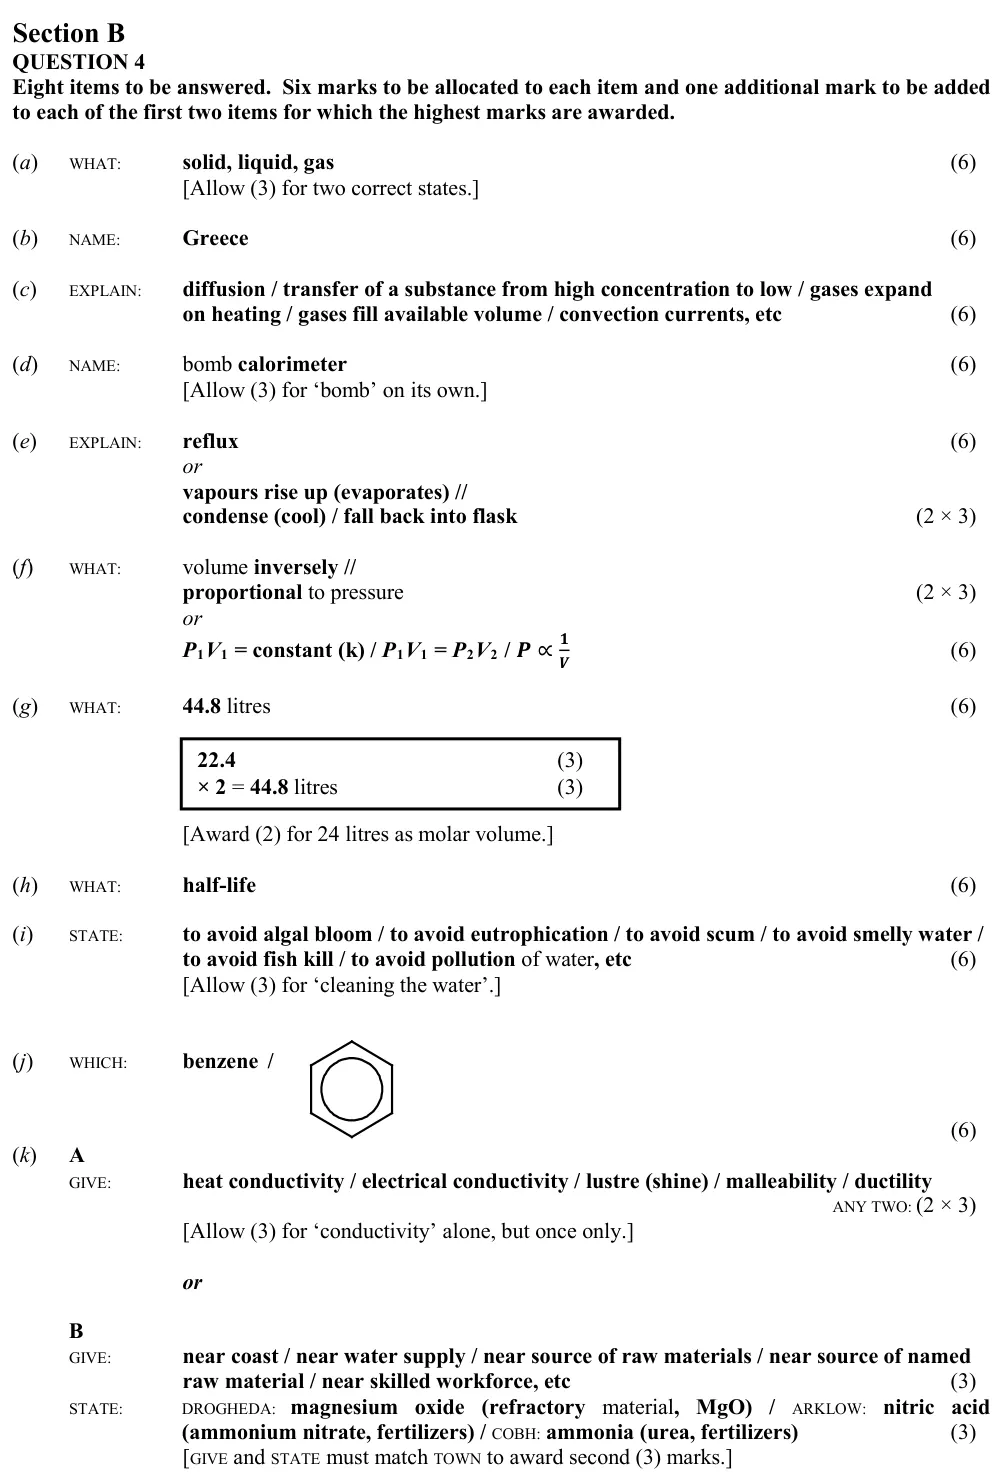 Section B
QUESTION 4
Eight items to be answered. Six marks to be allocated to each item and one additional mark to be added
to each of the first two items for which the highest marks are awarded.
(a) WHAT: solid, liquid, gas (6)
[Allow (3) for two correct states.]
(b) NAME: Greece (6)
(c) EXPLAIN: diffusion / transfer of a substance from high concentration to low / gases expand
on heating / gases fill available volume / convection currents, etc (6)
(d) NAME: bomb calorimeter (6)
[Allow (3) for ‘bomb’ on its own.]
(e) EXPLAIN: reflux (6)
or
vapours rise up (evaporates) //
condense (cool) / fall back into flask (2 × 3)
(f) WHAT: volume inversely //
proportional to pressure (2 × 3)
or
P₁V₁ = constant (k) / P₁V₁ = P₂V₂ / P ∝ 1/V (6)
(g) WHAT: 44.8 litres (6)
22.4 (3)
× 2 = 44.8 litres (3)
[Award (2) for 24 litres as molar volume.]
(h) WHAT: half-life (6)
(i) STATE: to avoid algal bloom / to avoid eutrophication / to avoid scum / to avoid smelly water /
to avoid fish kill / to avoid pollution of water, etc (6)
[Allow (3) for ‘cleaning the water’.]
(j) WHICH: benzene /
(6)
(k) A
GIVE: heat conductivity / electrical conductivity / lustre (shine) / malleability / ductility
ANY TWO: (2 × 3)
[Allow (3) for ‘conductivity’ alone, but once only.]
or
B
GIVE: near coast / near water supply / near source of raw materials / near source of named
raw material / near skilled workforce, etc (3)
STATE: DROGHEDA: magnesium oxide (refractory material, MgO) / ARKLOW: nitric acid
(ammonium nitrate, fertilizers) / COBH: ammonia (urea, fertilizers) (3)
[GIVE and STATE must match TOWN to award second (3) marks.]